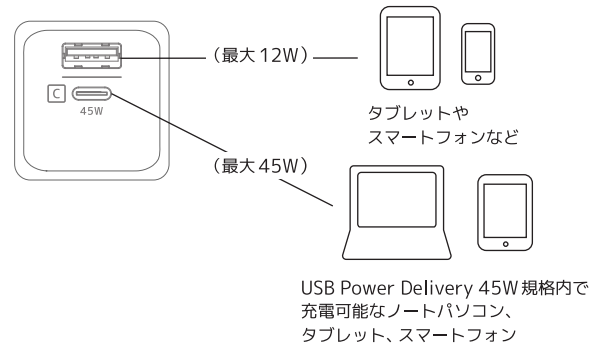 （最大12W）
タブレットや
スマートフォンなど
C
45W
（最大45W）
USB Power Delivery 45W規格内で
充電可能なノートパソコン、
タブレット、スマートフォン